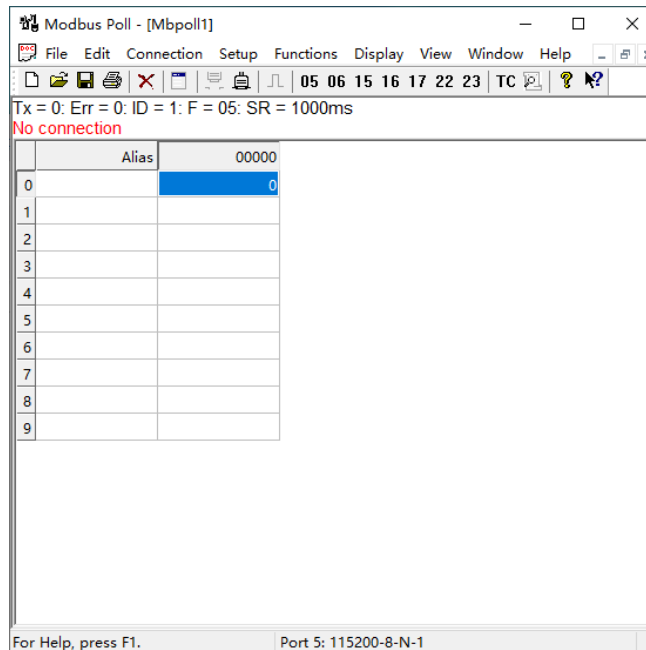 Modbus Poll - [Mbpoll1]
File Edit Connection Setup Functions Display View Window Help
05 06 15 16 17 22 23 TC
Tx = 0: Err = 0: ID = 1: F = 05: SR = 1000ms
No connection
Alias 00000
0 0
1
2
3
4
5
6
7
8
9
For Help, press F1. Port 5: 115200-8-N-1